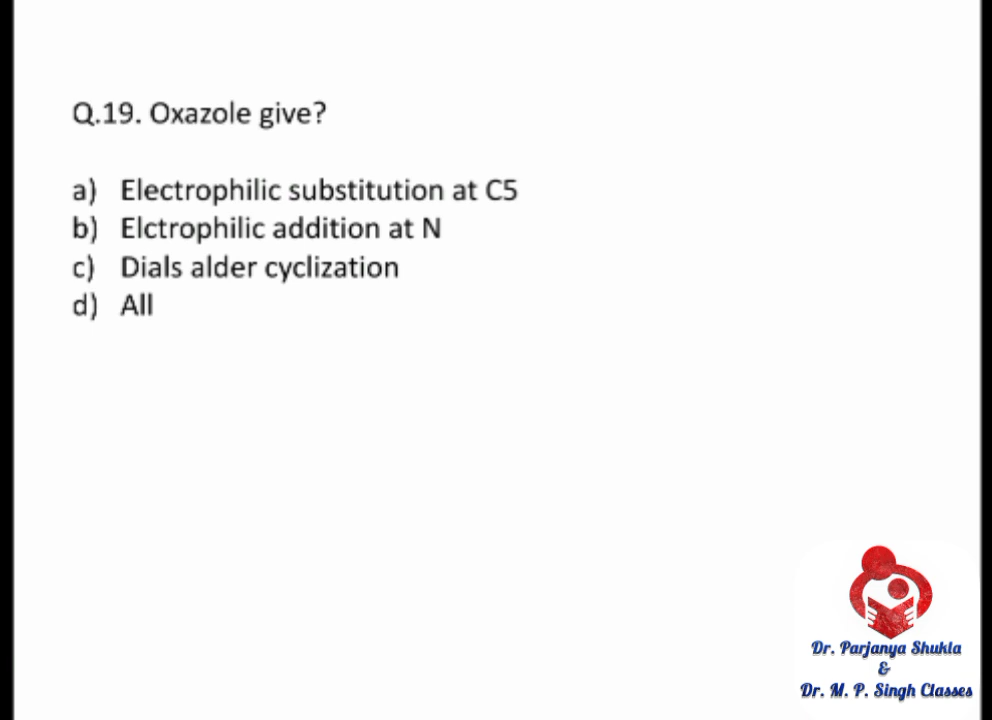 Q.19. Oxazole give?
a) Electrophilic substitution at C5
b) Elctrophilic addition at N
c) Dials alder cyclization
d) All
Dr. Parjanya Shukla
&
Dr. M. P. Singh Classes